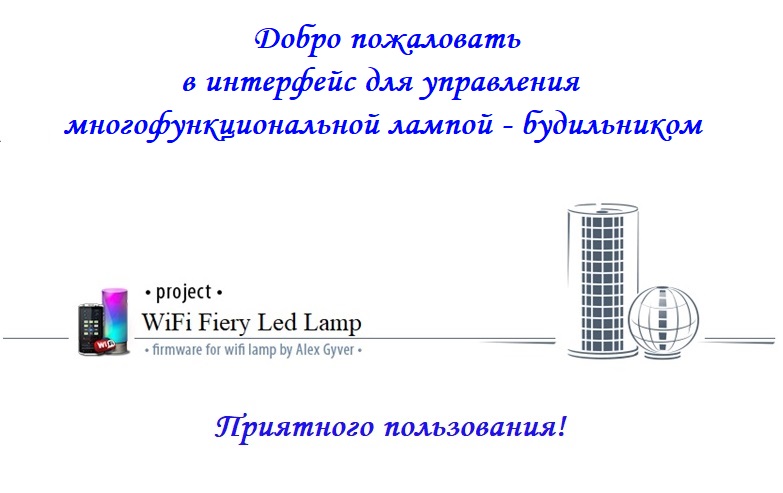 Добро пожаловать
в интерфейс для управления
многофункциональной лампой - будильником
• project •
WiFi Fiery Led Lamp
WiFi
• firmware for wifi lamp by Alex Gyver •
Приятного пользования!